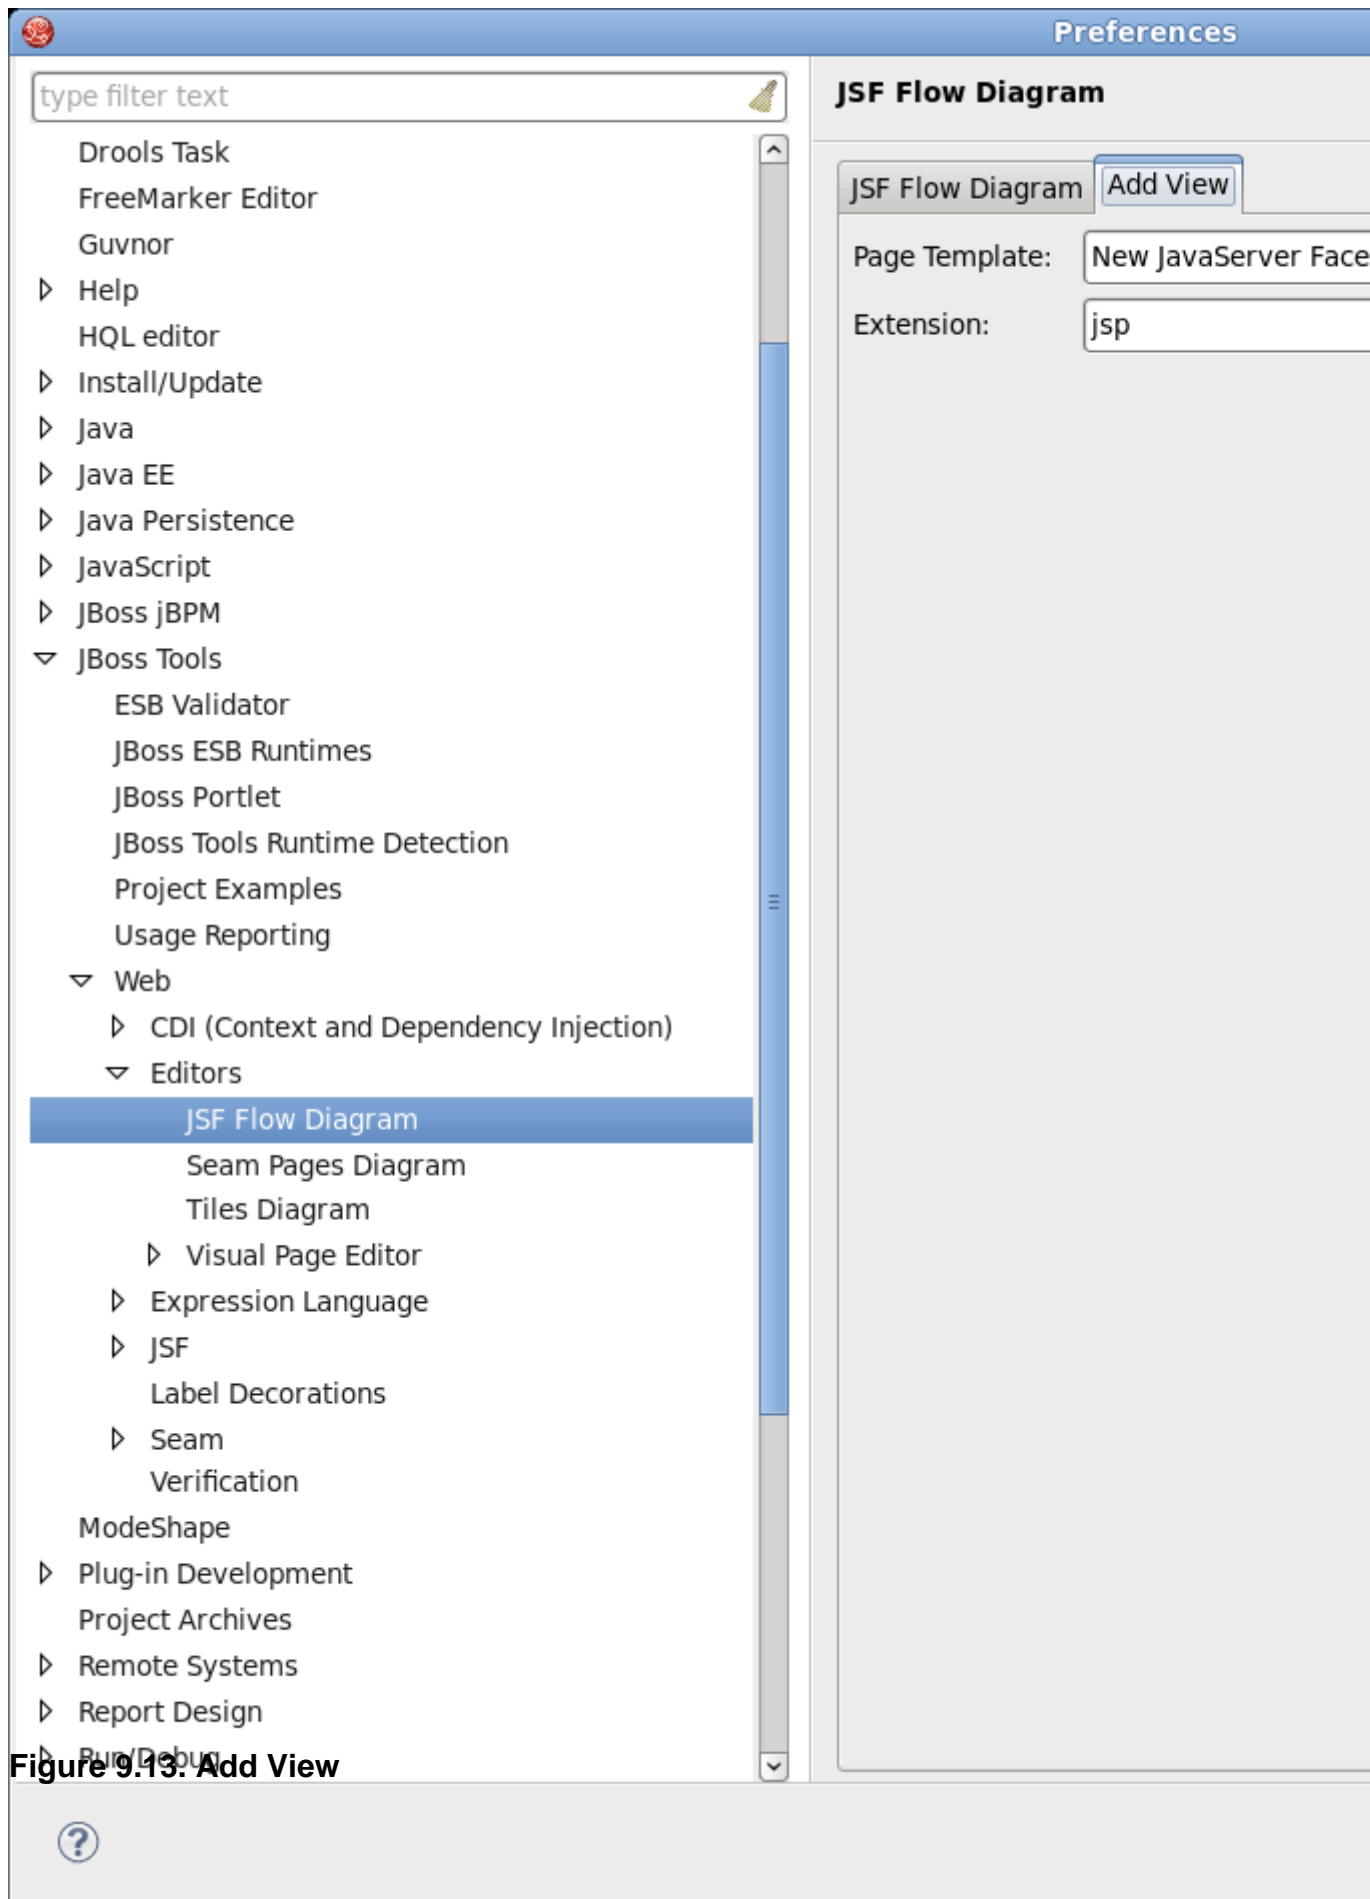 Preferences
type filter text
Drools Task
FreeMarker Editor
Guvnor
Help
HQL editor
Install/Update
Java
Java EE
Java Persistence
JavaScript
JBoss jBPM
JBoss Tools
ESB Validator
JBoss ESB Runtimes
JBoss Portlet
JBoss Tools Runtime Detection
Project Examples
Usage Reporting
Web
CDI (Context and Dependency Injection)
Editors
JSF Flow Diagram
Seam Pages Diagram
Tiles Diagram
Visual Page Editor
Expression Language
JSF
Label Decorations
Seam
Verification
ModeShape
Plug-in Development
Project Archives
Remote Systems
Report Design
Run/Debug
Figure 9.13. Add View
JSF Flow Diagram
JSF Flow Diagram Add View
Page Template: New JavaServer Face
Extension: jsp